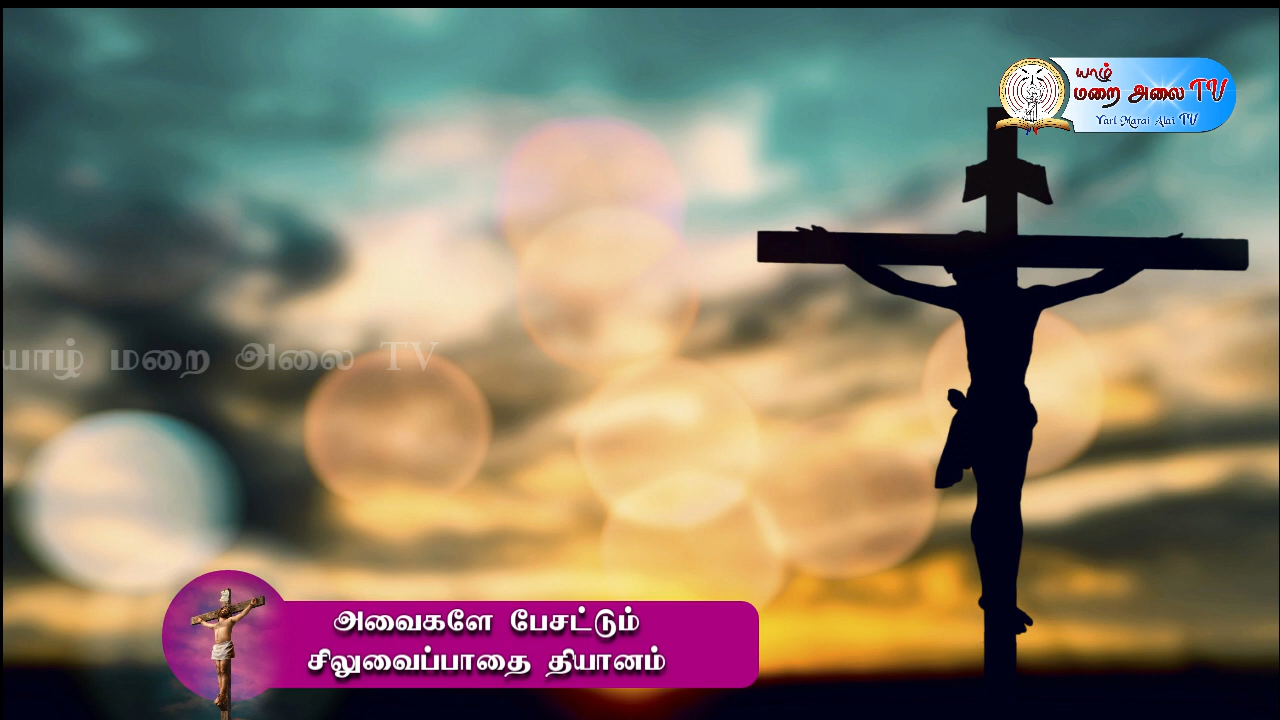 யாழ்
மறை அலை TV
Yarl Marai Alai TV
யாழ் மறை அலை TV
அவைகளே பேசட்டும்
சிலுவைப்பாதை தியானம்